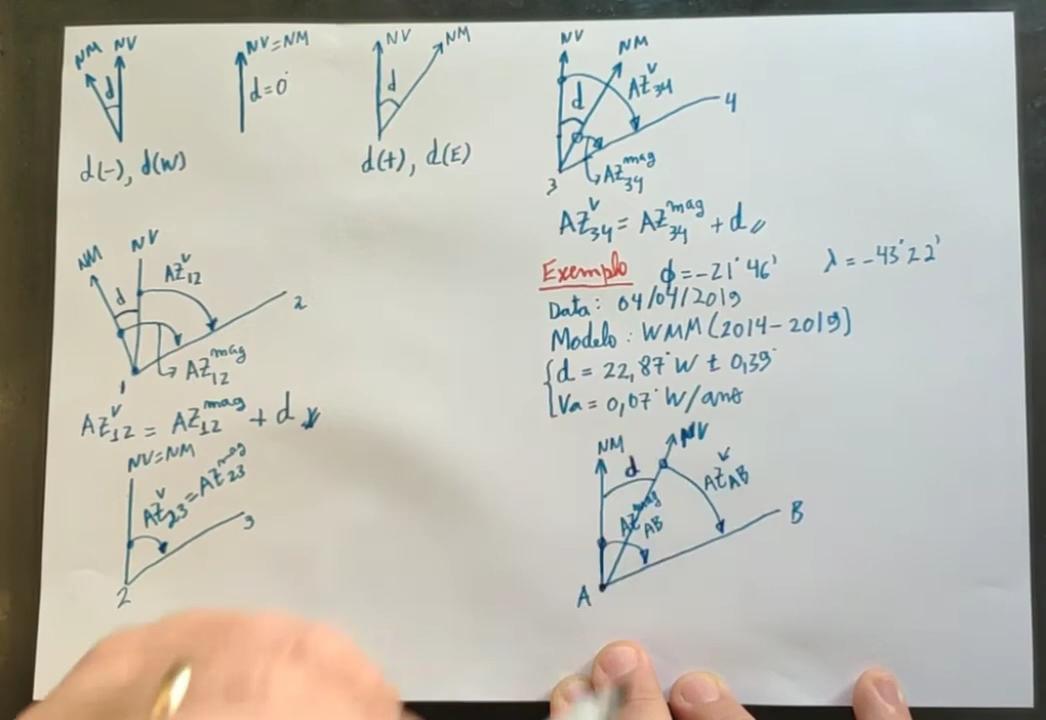 NM NV
d
d(-), d(W)
NV=NM
d=0°
NV NM
d
d(+), d(E)
NV NM
d
AZ^v_34
4
AZ^mag_34
3
AZ^v_34 = AZ^mag_34 + d
NM NV
d
AZ^v_12
2
AZ^mag_12
1
AZ^v_12 = AZ^mag_12 + d
NV=NM
AZ^v_23=AZ^mag_23
3
2
Exemplo ϕ=-21°46' λ=-43°22'
Data: 04/04/2019
Modelo: WMM(2014-2019)
d = 22,87° W ± 0,39°
Va = 0,07° W/ano
NM NV
d
AZ^v_AB
AZ^mag_AB
B
A